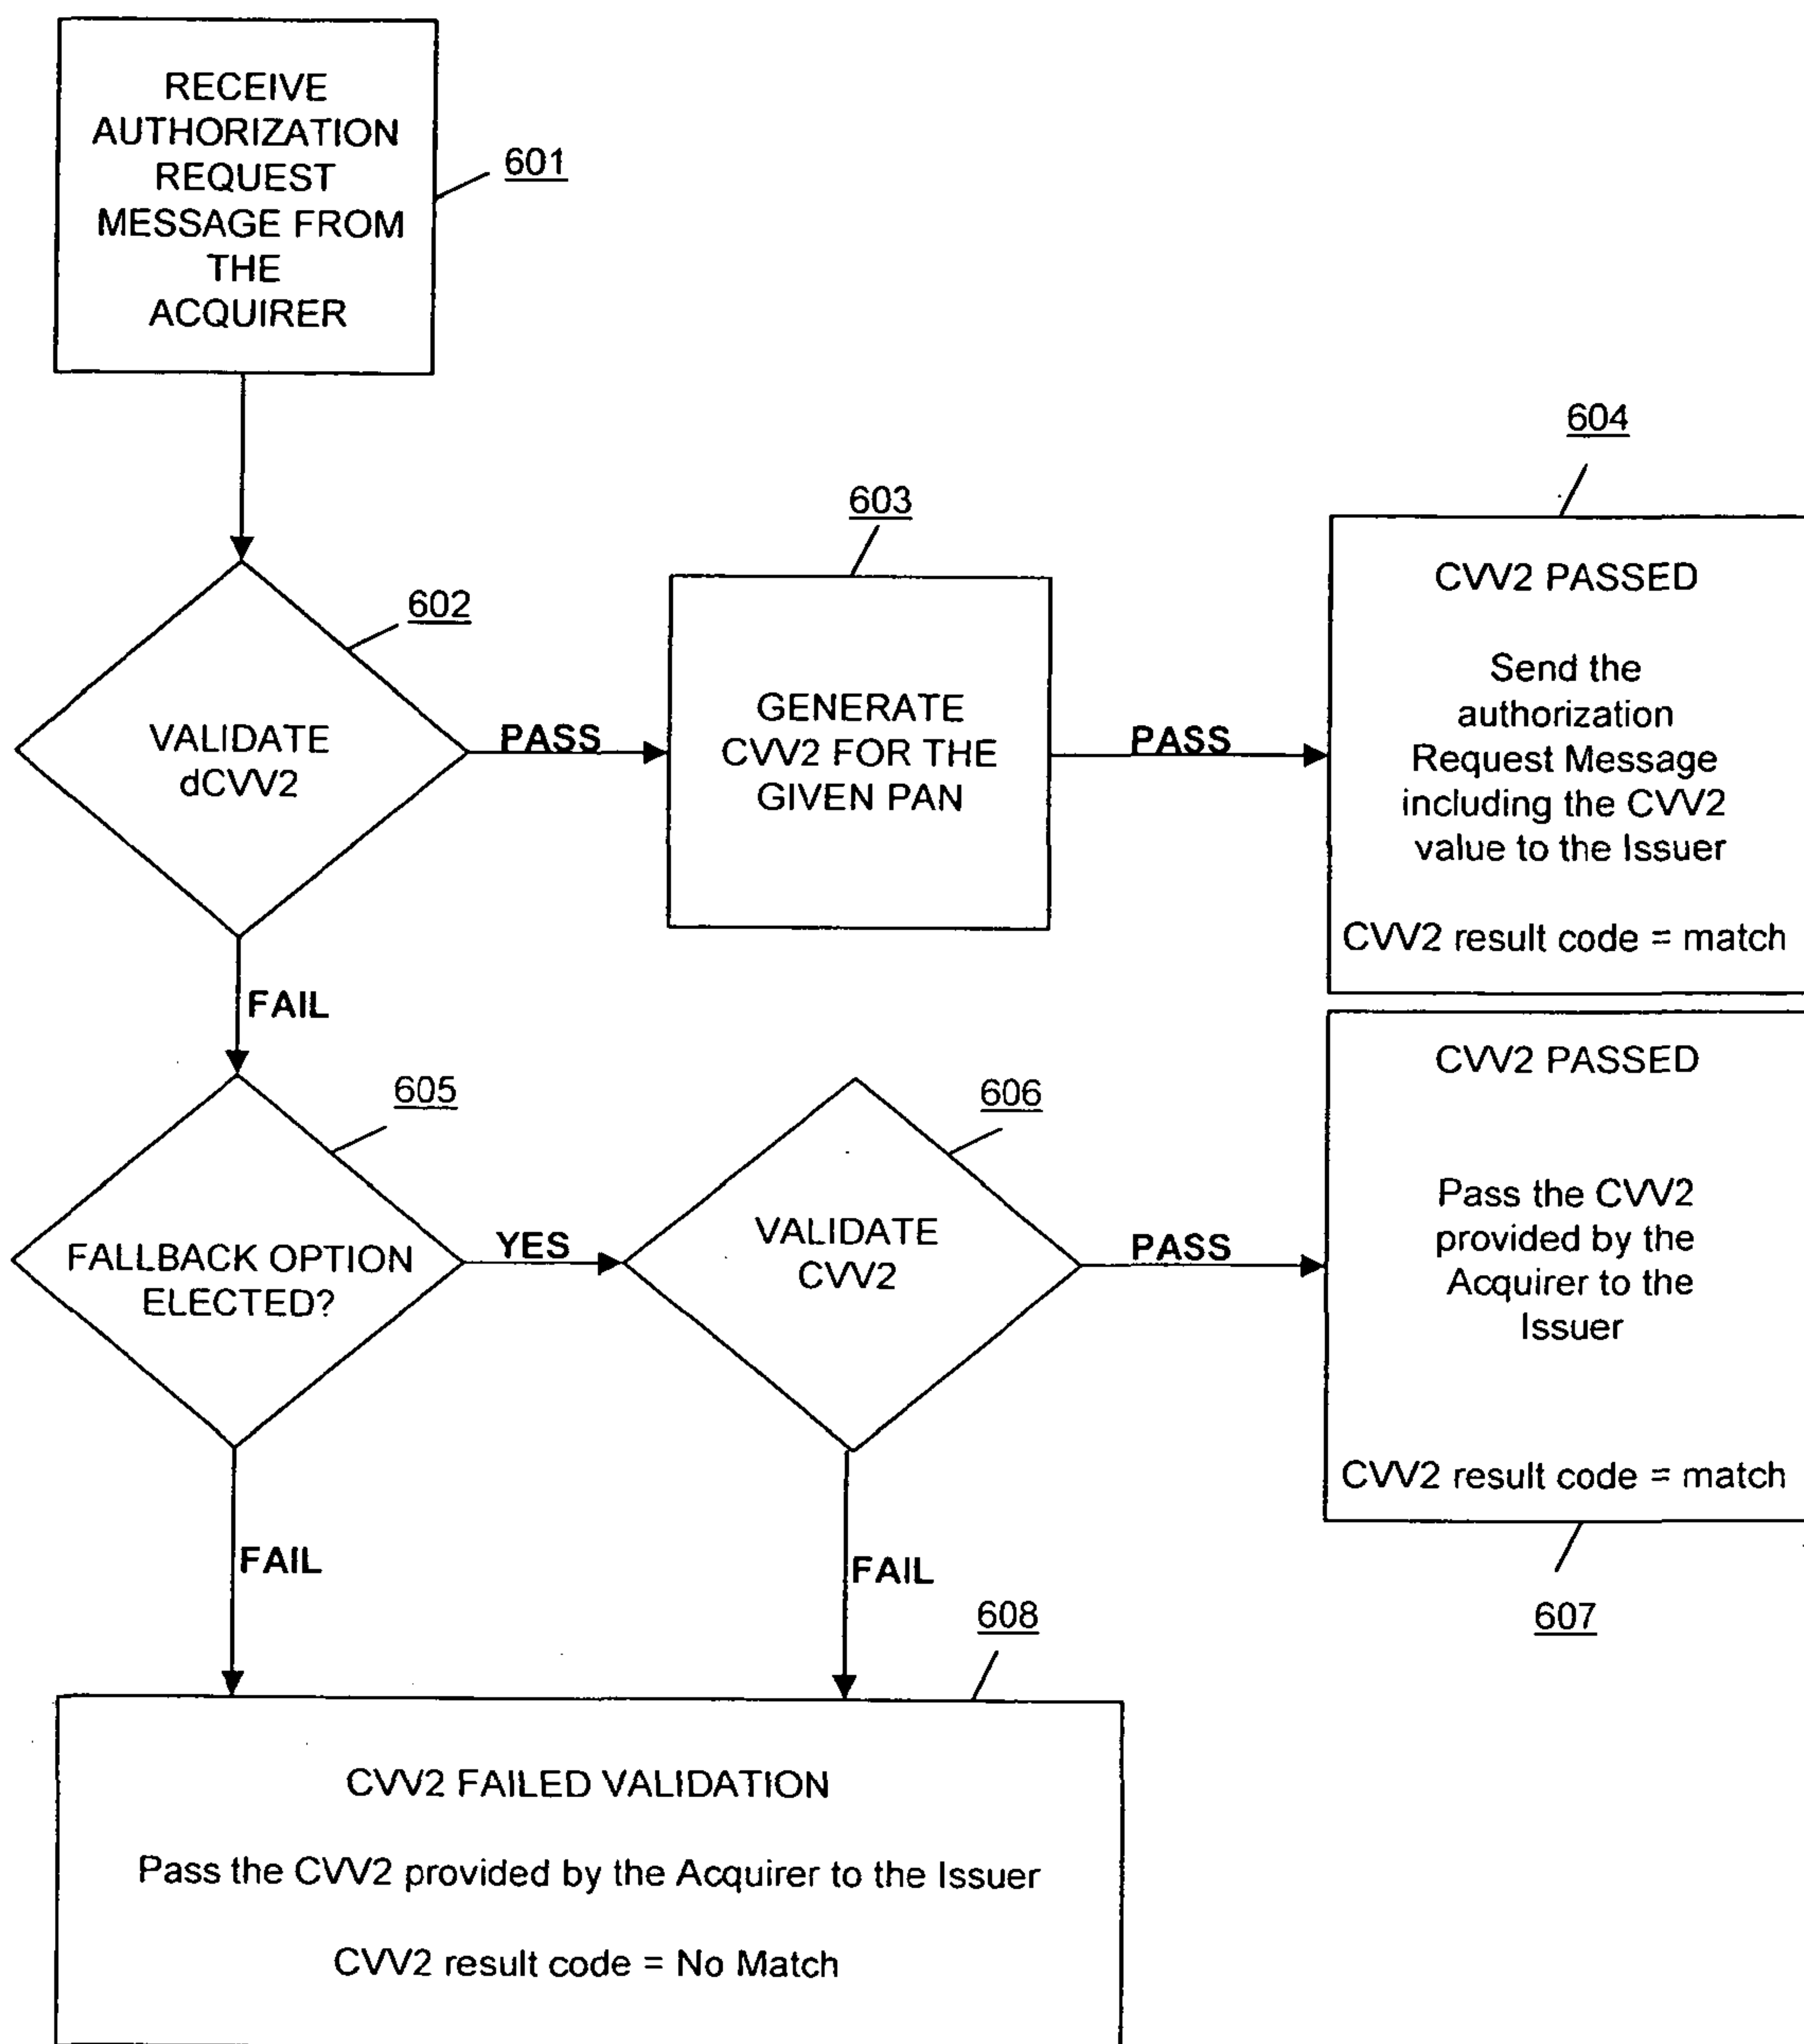 RECEIVE
AUTHORIZATION
REQUEST
MESSAGE FROM
THE
ACQUIRER
601
602
VALIDATE
dCVV2
PASS
603
GENERATE
CVV2 FOR THE
GIVEN PAN
PASS
604
CVV2 PASSED
Send the
authorization
Request Message
including the CVV2
value to the Issuer
CVV2 result code = match
FAIL
605
FALLBACK OPTION
ELECTED?
YES
606
VALIDATE
CVV2
PASS
CVV2 PASSED
Pass the CVV2
provided by the
Acquirer to the
Issuer
CVV2 result code = match
607
FAIL
FAIL
608
CVV2 FAILED VALIDATION
Pass the CVV2 provided by the Acquirer to the Issuer
CVV2 result code = No Match